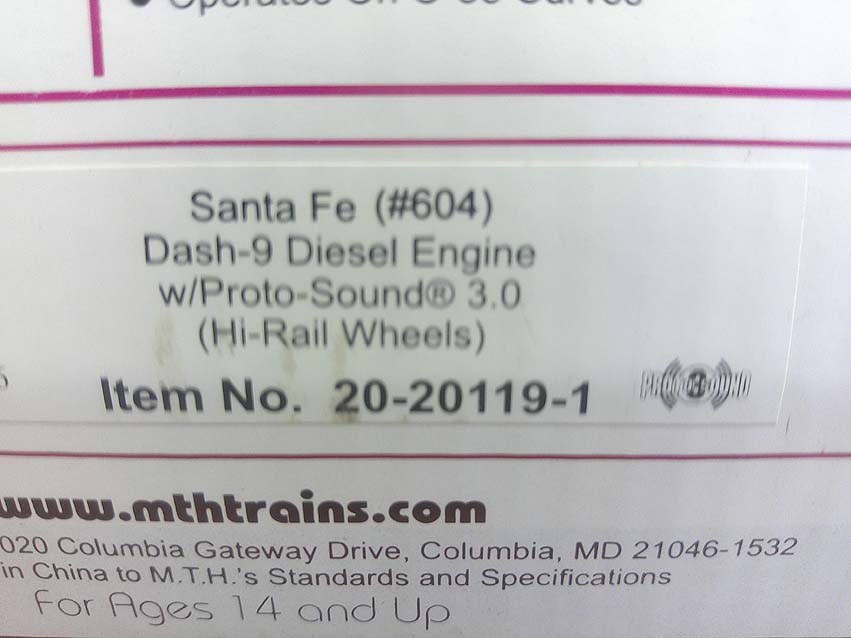 Santa Fe (#604)
Dash-9 Diesel Engine
w/Proto-Sound® 3.0
(Hi-Rail Wheels)
Item No. 20-20119-1
PROTO3SOUND
www.mthtrains.com
020 Columbia Gateway Drive, Columbia, MD 21046-1532
in China to M.T.H.'s Standards and Specifications
For Ages 14 and Up